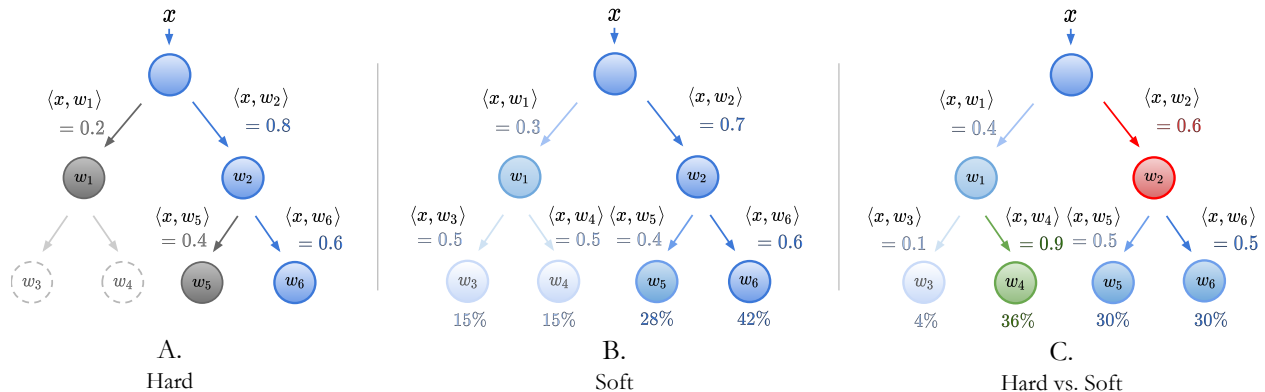 x
⟨x, w₁⟩
= 0.2
⟨x, w₂⟩
= 0.8
w₁
w₂
⟨x, w₅⟩
= 0.4
⟨x, w₆⟩
= 0.6
w₃
w₄
w₅
w₆
A.
Hard
x
⟨x, w₁⟩
= 0.3
⟨x, w₂⟩
= 0.7
w₁
w₂
⟨x, w₃⟩
= 0.5
⟨x, w₄⟩
= 0.5
⟨x, w₅⟩
= 0.4
⟨x, w₆⟩
= 0.6
w₃
w₄
w₅
w₆
15%
15%
28%
42%
B.
Soft
x
⟨x, w₁⟩
= 0.4
⟨x, w₂⟩
= 0.6
w₁
w₂
⟨x, w₃⟩
= 0.1
⟨x, w₄⟩
= 0.9
⟨x, w₅⟩
= 0.5
⟨x, w₆⟩
= 0.5
w₃
w₄
w₅
w₆
4%
36%
30%
30%
C.
Hard vs. Soft